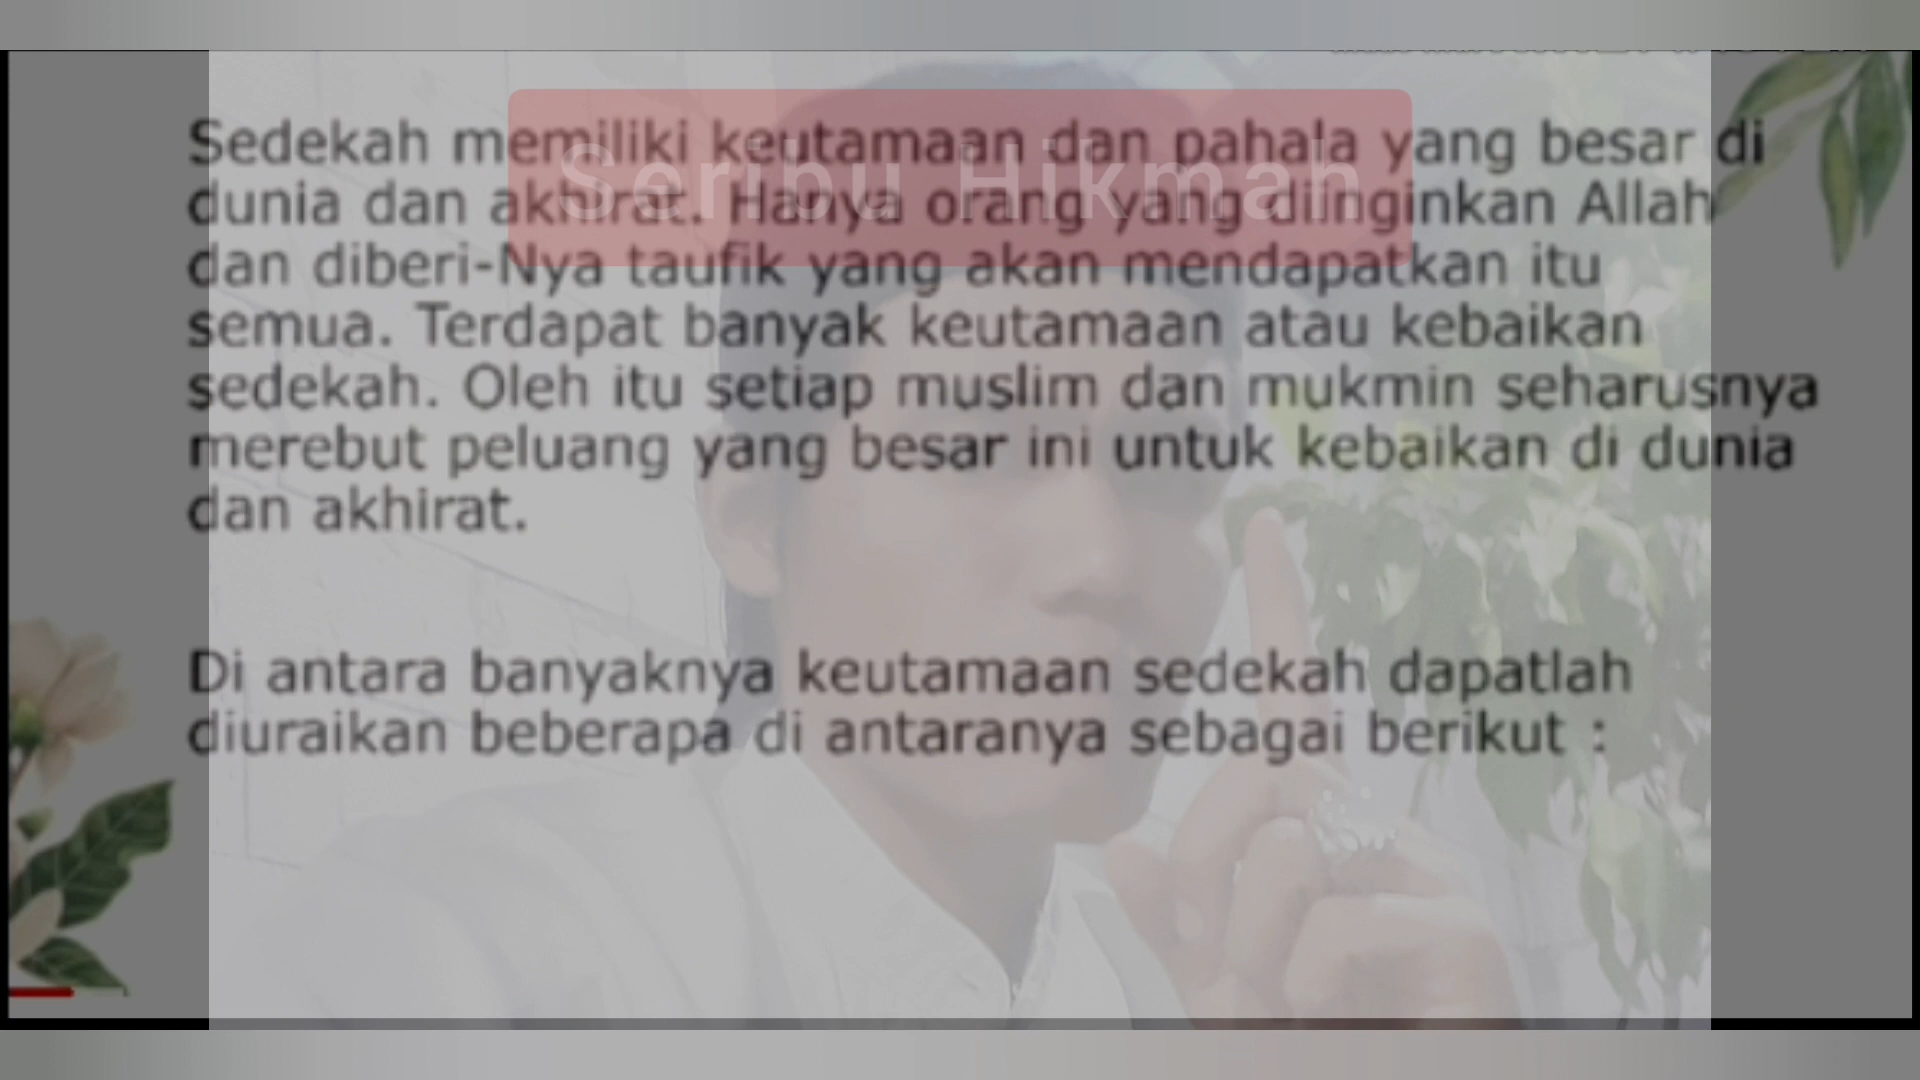 Seribu Hikmah
Sedekah memiliki keutamaan dan pahala yang besar di
dunia dan akhirat. Hanya orang yang diinginkan Allah
dan diberi-Nya taufik yang akan mendapatkan itu
semua. Terdapat banyak keutamaan atau kebaikan
sedekah. Oleh itu setiap muslim dan mukmin seharusnya
merebut peluang yang besar ini untuk kebaikan di dunia
dan akhirat.
Di antara banyaknya keutamaan sedekah dapatlah
diuraikan beberapa di antaranya sebagai berikut :